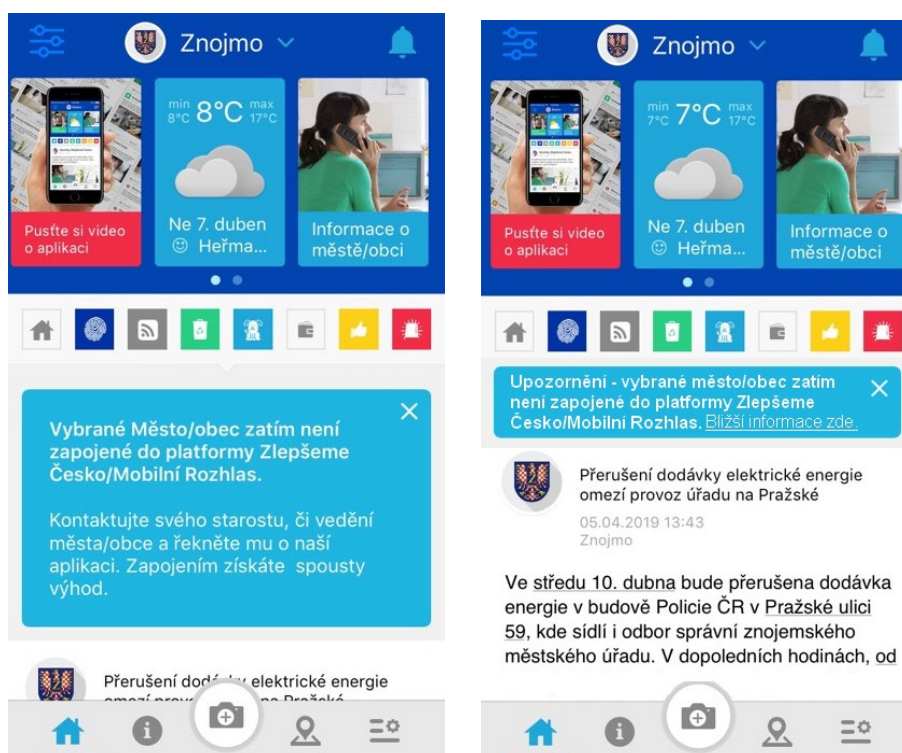 Znojmo
min 8°C max
8°C 17°C
Pusťte si video
o aplikaci
Ne 7. duben
Heřma...
Informace o
městě/obci
Vybrané Město/obec zatím není
zapojené do platformy Zlepšeme
Česko/Mobilní Rozhlas.
Kontaktujte svého starostu, či vedení
města/obce a řekněte mu o naší
aplikaci. Zapojením získáte spousty
výhod.
Přerušení dodávky elektrické energie
omezí provoz úřadu na Pražské
Znojmo
min 7°C max
7°C 17°C
Pusťte si video
o aplikaci
Ne 7. duben
Heřma...
Informace o
městě/obci
Upozornění - vybrané město/obec zatím
není zapojené do platformy Zlepšeme
Česko/Mobilní Rozhlas. Bližší informace zde.
Přerušení dodávky elektrické energie
omezí provoz úřadu na Pražské
05.04.2019 13:43
Znojmo
Ve středu 10. dubna bude přerušena dodávka
energie v budově Policie ČR v Pražské ulici
59, kde sídlí i odbor správní znojemského
městského úřadu. V dopoledních hodinách, od